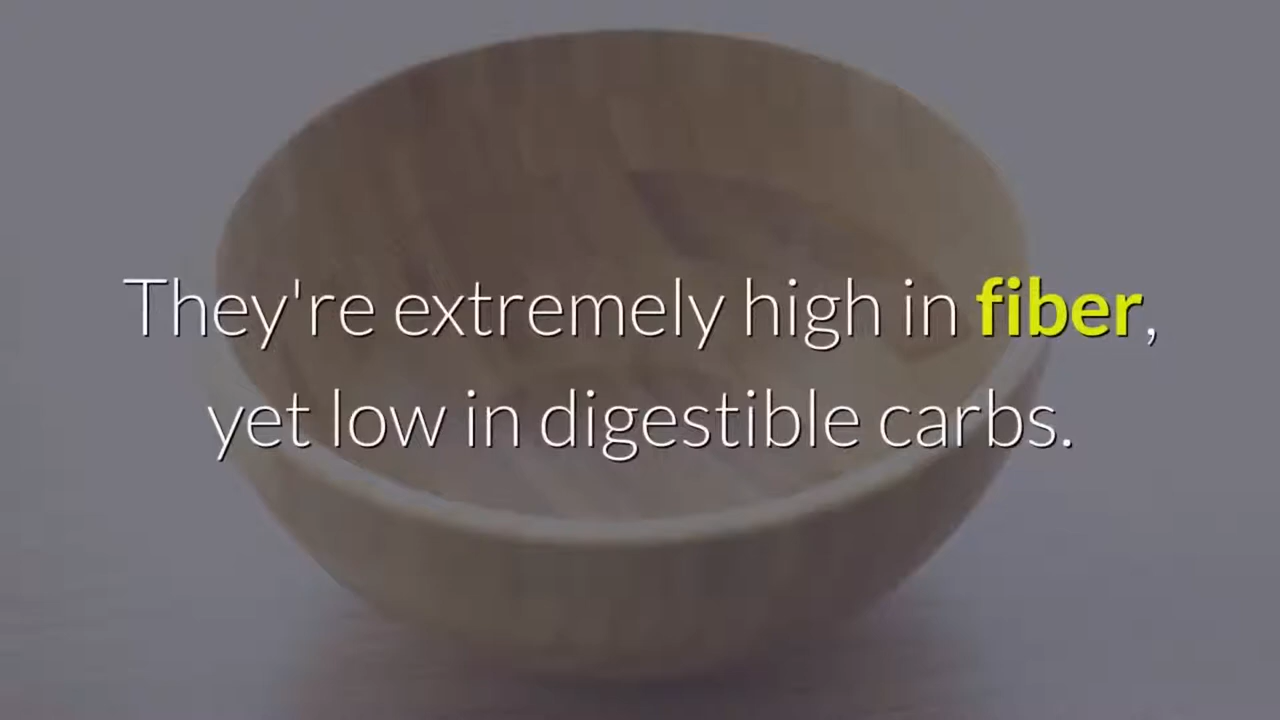 They're extremely high in fiber,
yet low in digestible carbs.